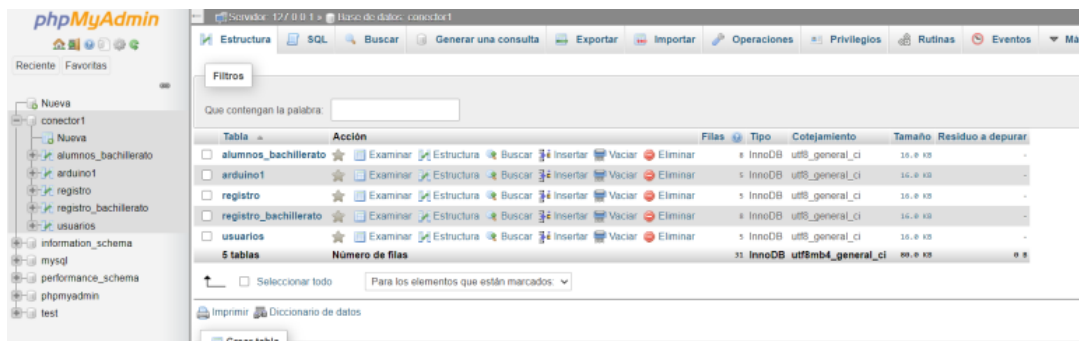 phpMyAdmin
Servidor: 127.0.0.1 » Base de datos: conector1
Estructura SQL Buscar Generar una consulta Exportar Importar Operaciones Privilegios Rutinas Eventos Má
Reciente Favoritas
Nueva
conector1
Nueva
alumnos_bachillerato
arduino1
registro
registro_bachillerato
usuarios
information_schema
mysql
performance_schema
phpmyadmin
test
Filtros
Que contengan la palabra:
Tabla Acción Filas Tipo Cotejamiento Tamaño Residuo a depurar
alumnos_bachillerato Examinar Estructura Buscar Insertar Vaciar Eliminar 8 InnoDB utf8_general_ci 16.0 KB -
arduino1 Examinar Estructura Buscar Insertar Vaciar Eliminar 5 InnoDB utf8_general_ci 16.0 KB -
registro Examinar Estructura Buscar Insertar Vaciar Eliminar 5 InnoDB utf8_general_ci 16.0 KB -
registro_bachillerato Examinar Estructura Buscar Insertar Vaciar Eliminar 8 InnoDB utf8_general_ci 16.0 KB -
usuarios Examinar Estructura Buscar Insertar Vaciar Eliminar 5 InnoDB utf8_general_ci 16.0 KB -
5 tablas Número de filas 31 InnoDB utf8mb4_general_ci 80.0 KB 0 B
Seleccionar todo Para los elementos que están marcados:
Imprimir Diccionario de datos
Crear tabla